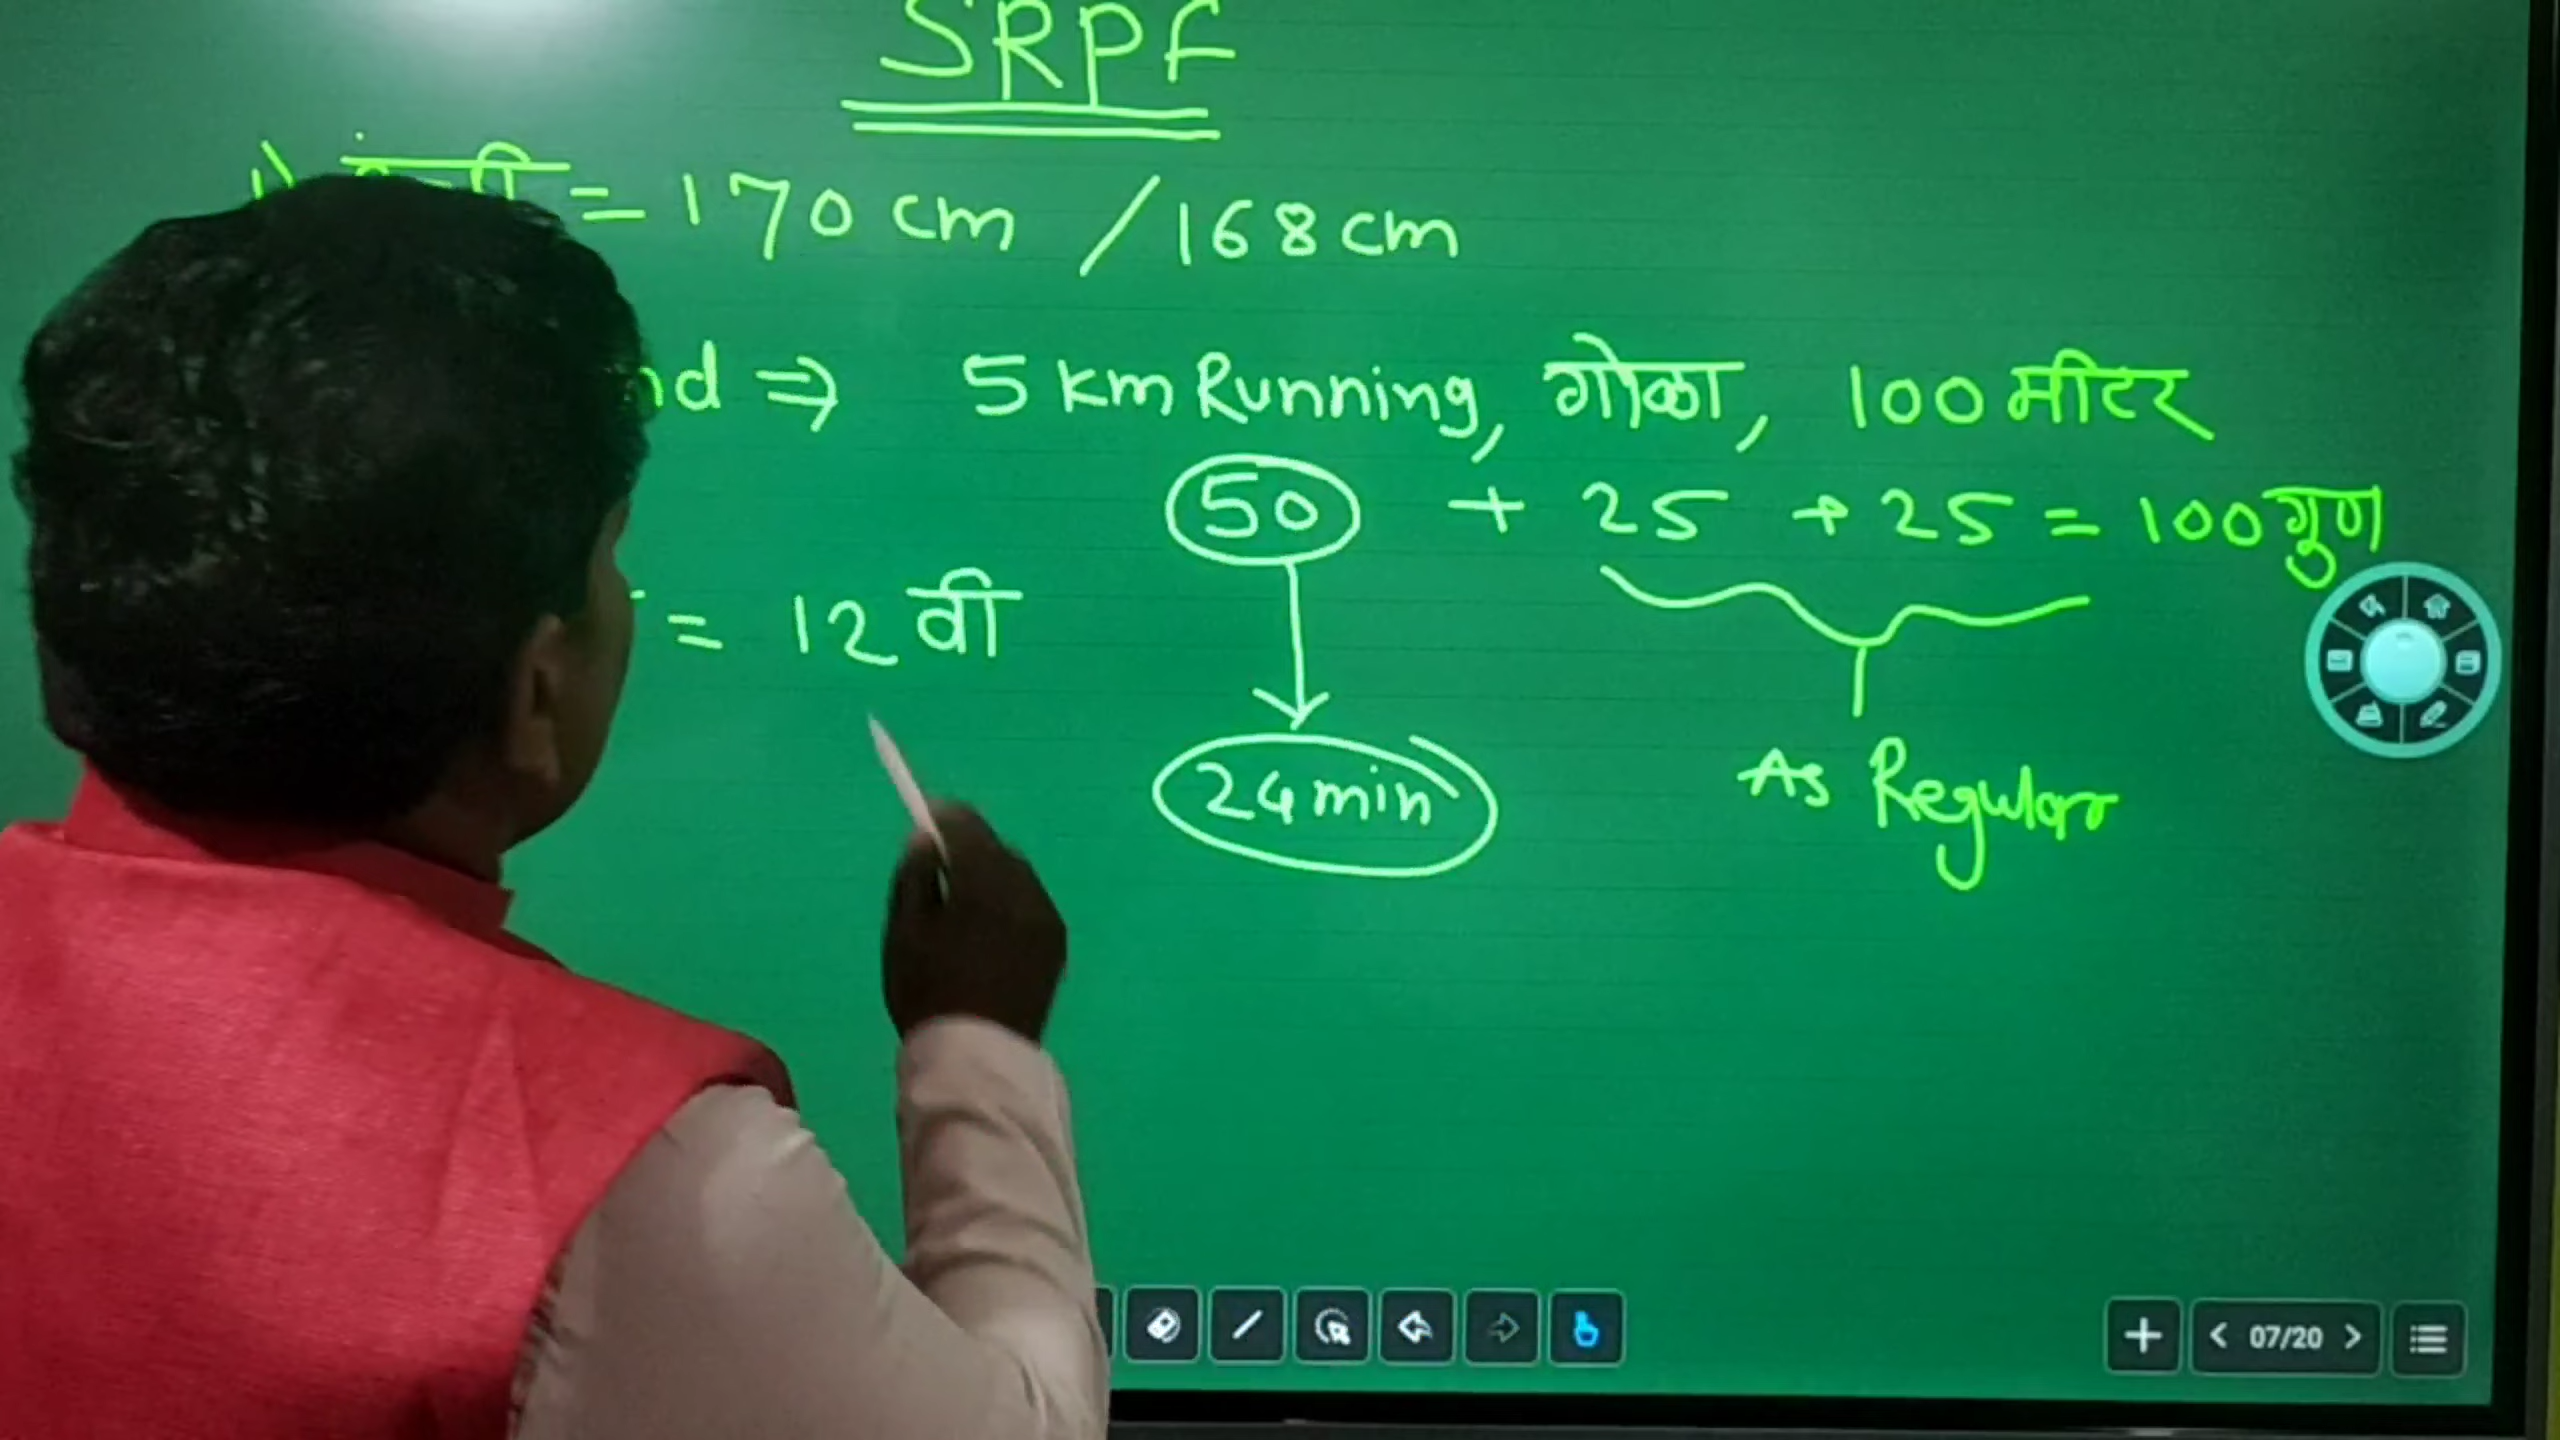 SRPF
1) = 170 cm / 168 cm
⇒ 5 km Running, गोळा, 100 मीटर
50 + 25 + 25 = 100 गुण
= 12 वी
24 min
As Regular
07/20